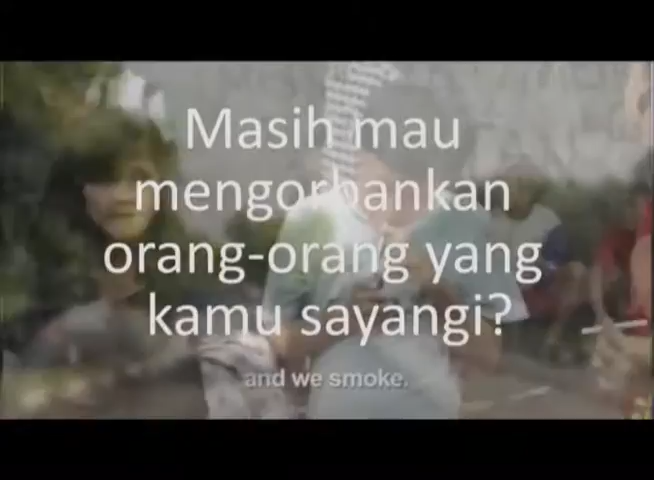 Masih mau
mengorbankan
orang-orang yang
kamu sayangi?
and we smoke.